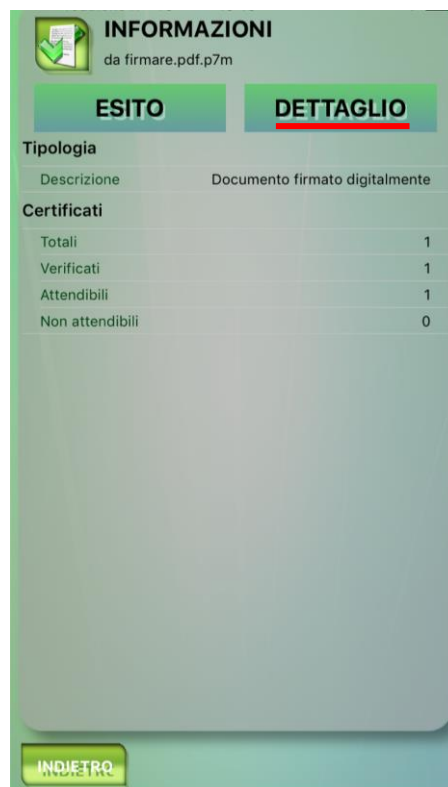 INFORMAZIONI
da firmare.pdf.p7m
ESITO DETTAGLIO
Tipologia
Descrizione Documento firmato digitalmente
Certificati
Totali 1
Verificati 1
Attendibili 1
Non attendibili 0
INDIETRO